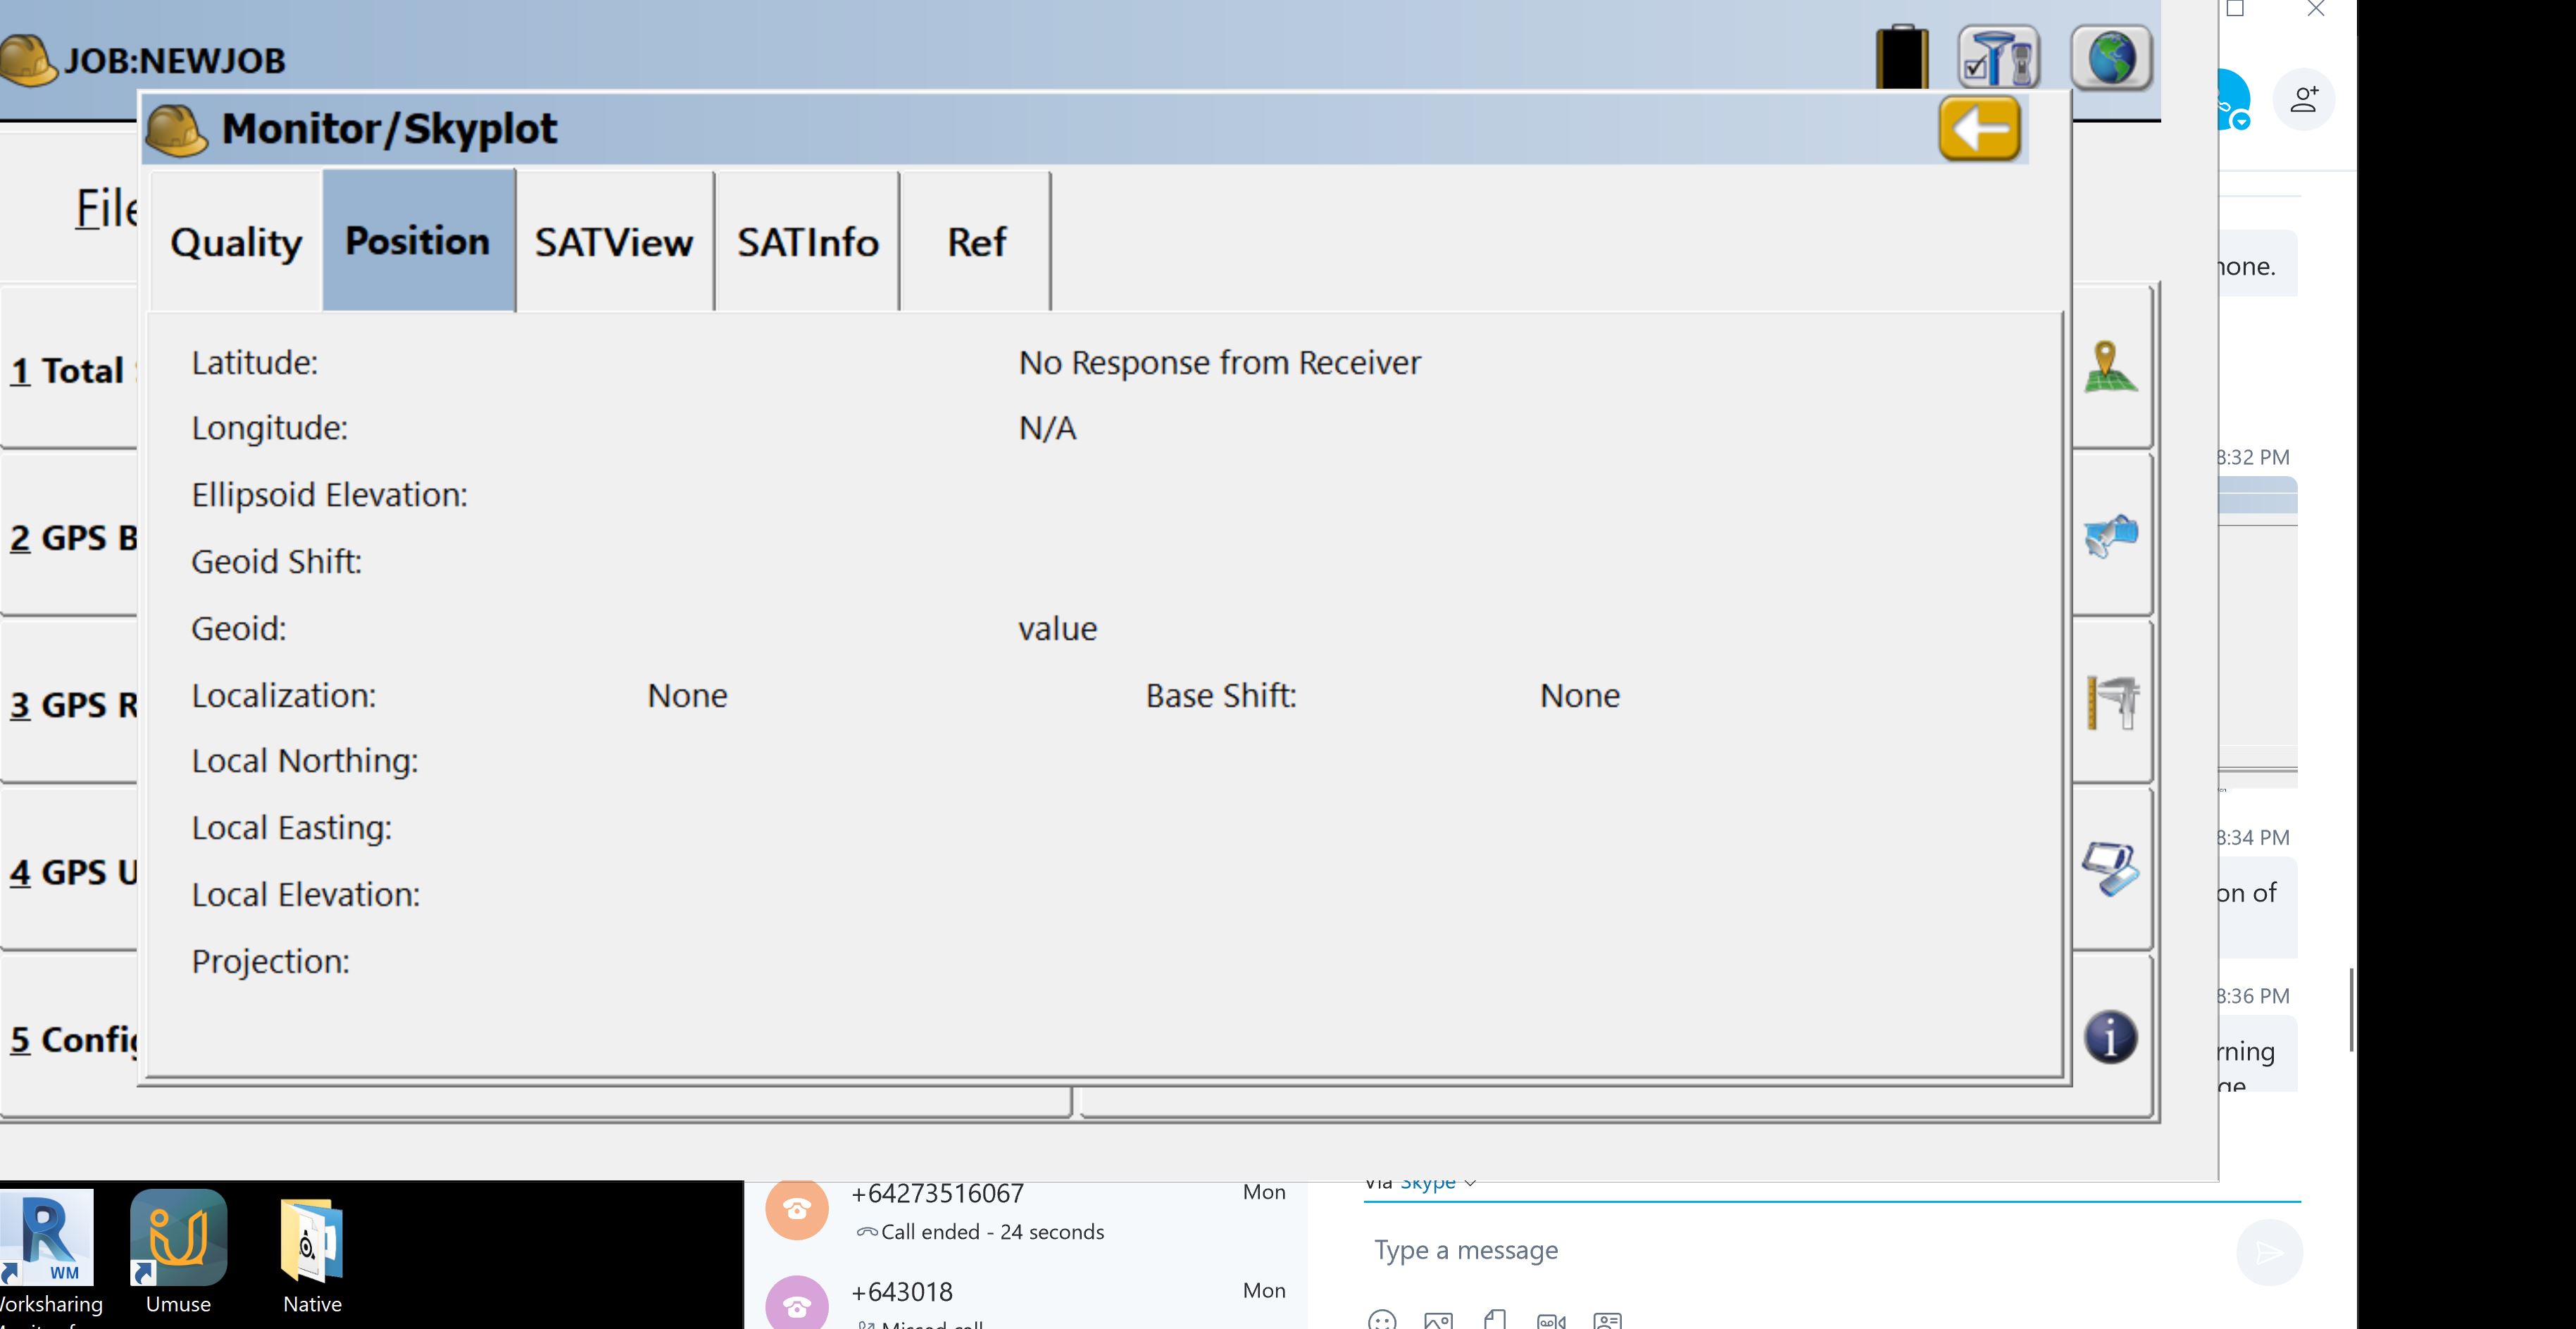 JOB:NEWJOB
Monitor/Skyplot
File
Quality Position SATView SATInfo Ref
Latitude: No Response from Receiver
Longitude: N/A
Ellipsoid Elevation:
Geoid Shift:
Geoid: value
Localization: None Base Shift: None
Local Northing:
Local Easting:
Local Elevation:
Projection:
1 Total
2 GPS B
3 GPS R
4 GPS U
5 Config
8:32 PM
8:34 PM
on of
8:36 PM
via Skype
+64273516067 Mon
Call ended - 24 seconds
+643018 Mon
Missed call
Type a message
WM
Worksharing
Umuse
Native